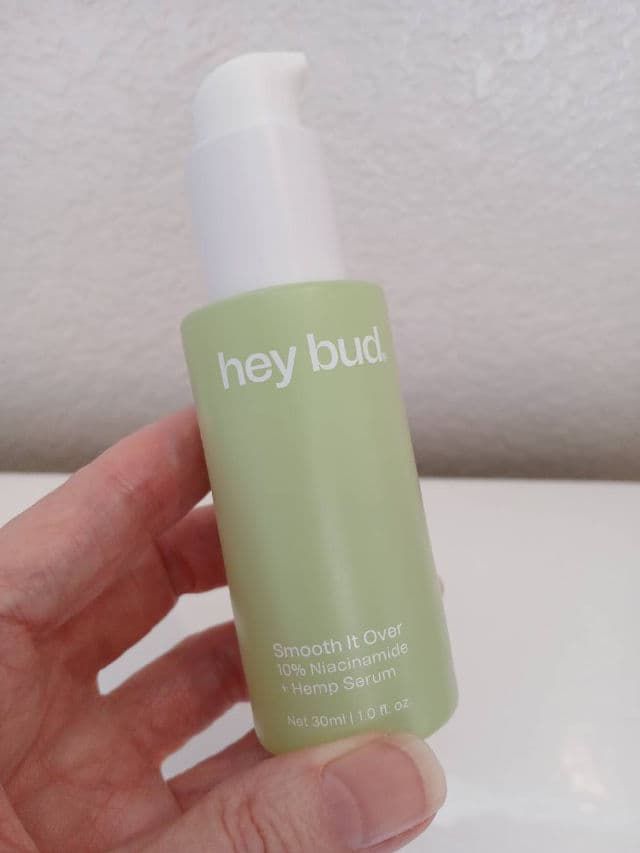 hey bud.
Smooth It Over
10% Niacinamide
+ Hemp Serum
Net 30ml | 1.0 fl. oz